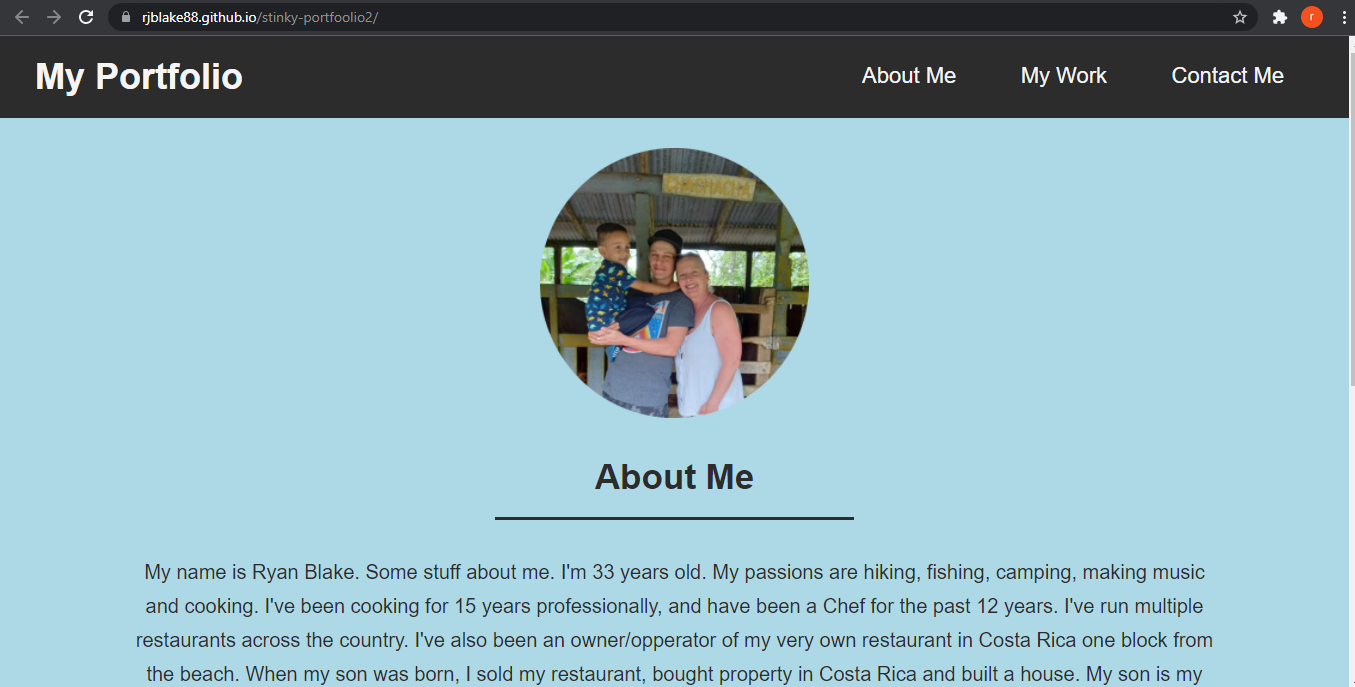 rjblake88.github.io/stinky-portfoolio2/
r
My Portfolio
About Me
My Work
Contact Me
About Me
My name is Ryan Blake. Some stuff about me. I'm 33 years old. My passions are hiking, fishing, camping, making music
and cooking. I've been cooking for 15 years professionally, and have been a Chef for the past 12 years. I've run multiple
restaurants across the country. I've also been an owner/opperator of my very own restaurant in Costa Rica one block from
the beach. When my son was born, I sold my restaurant, bought property in Costa Rica and built a house. My son is my